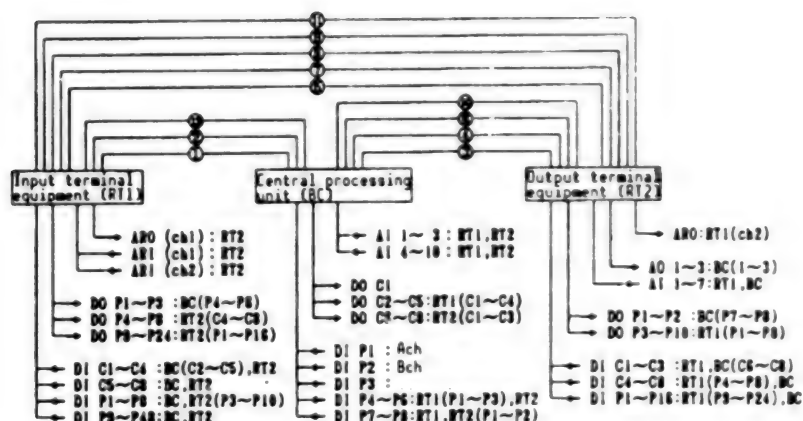 Input terminal
equipment (RT1)
Central processing
unit (BC)
Output terminal
equipment (RT2)
ARO (ch1) : RT2
ARI (ch1) : RT2
ARI (ch2) : RT2
DO P1~P3 :BC(P4~P6)
DO P4~P8 :RT2(C4~C8)
DO P9~P24:RT2(P1~P16)
DI C1~C4 :BC(C2~C5),RT2
DI C5~C8 :BC,RT2
DI P1~P8 :BC,RT2(P3~P10)
DI P9~P48:BC,RT2
AI 1~ 3 : RT1,RT2
AI 4~10 : RT1,RT2
DO C1
DO C2~C5:RT1(C1~C4)
DO C6~C8:RT2(C1~C3)
DI P1 : Ach
DI P2 : Bch
DI P3 :
DI P4~P6:RT1(P1~P3),RT2
DI P7~P8:RT1,RT2(P1~P2)
ARO:RT1(ch2)
AO 1~3:BC(1~3)
AI 1~7:RT1,BC
DO P1~P2 :BC(P7~P8)
DO P3~P10:RT1(P1~P8)
DI C1~C3 :RT1,BC(C6~C8)
DI C4~C8 :RT1(P4~P8),BC
DI P1~P16:RT1(P9~P24),BC